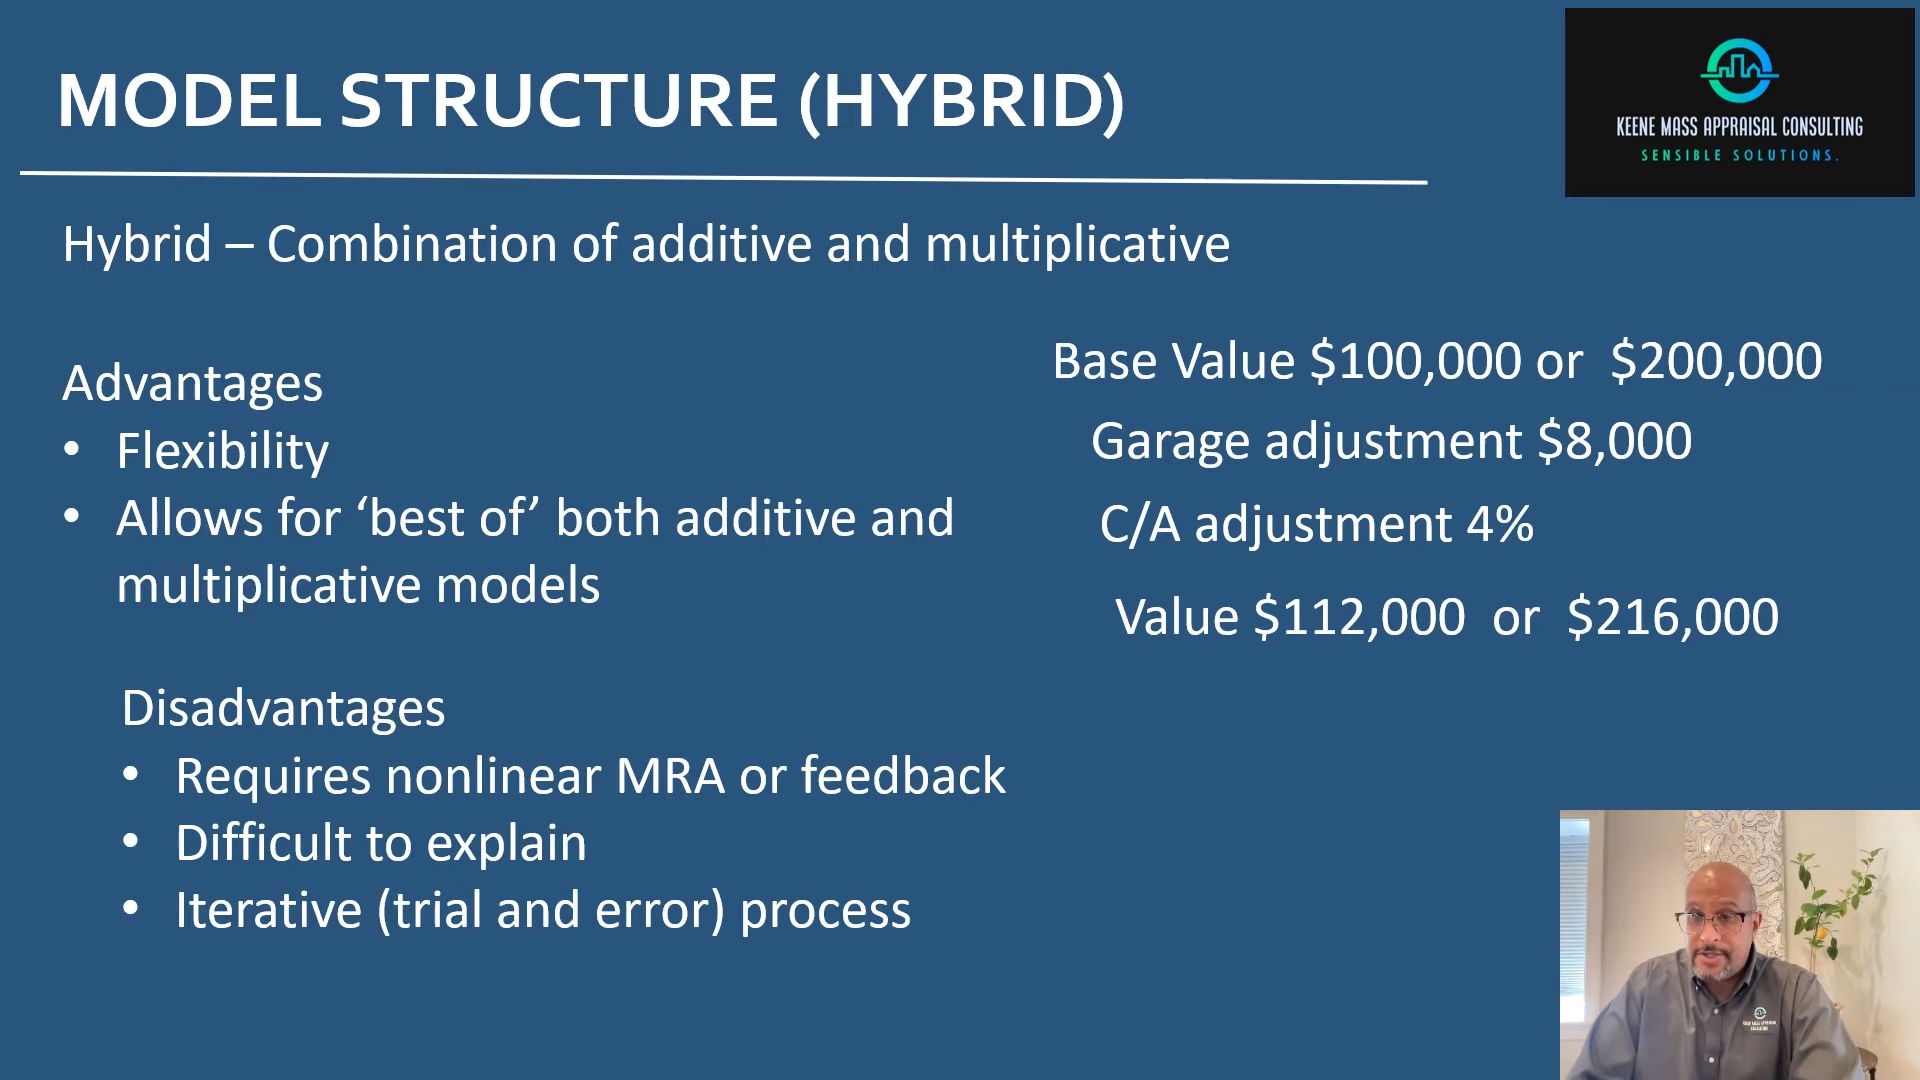 MODEL STRUCTURE (HYBRID)
KEENE MASS APPRAISAL CONSULTING
SENSIBLE SOLUTIONS.
Hybrid – Combination of additive and multiplicative
Advantages
• Flexibility
• Allows for ‘best of’ both additive and
multiplicative models
Base Value $100,000 or $200,000
Garage adjustment $8,000
C/A adjustment 4%
Value $112,000 or $216,000
Disadvantages
• Requires nonlinear MRA or feedback
• Difficult to explain
• Iterative (trial and error) process